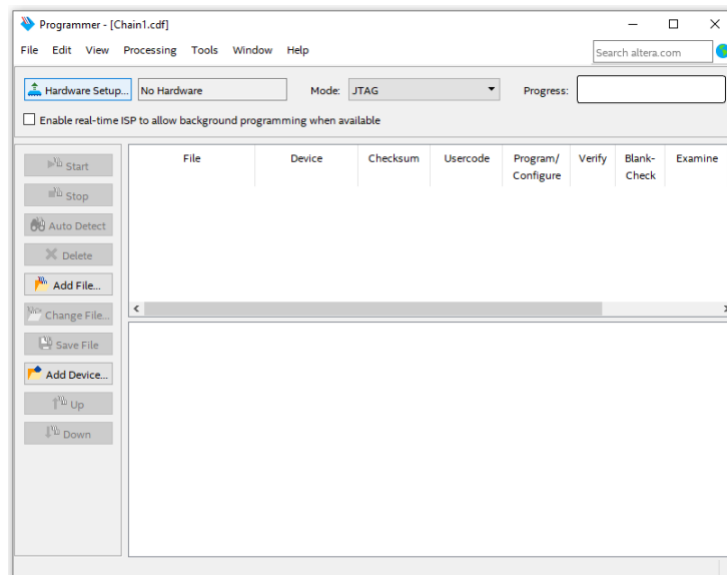 Programmer - [Chain1.cdf]
File Edit View Processing Tools Window Help
Search altera.com
Hardware Setup... No Hardware Mode: JTAG Progress:
Enable real-time ISP to allow background programming when available
File Device Checksum Usercode Program/ Configure Verify Blank- Check Examine
Start
Stop
Auto Detect
Delete
Add File...
Change File...
Save File
Add Device...
Up
Down